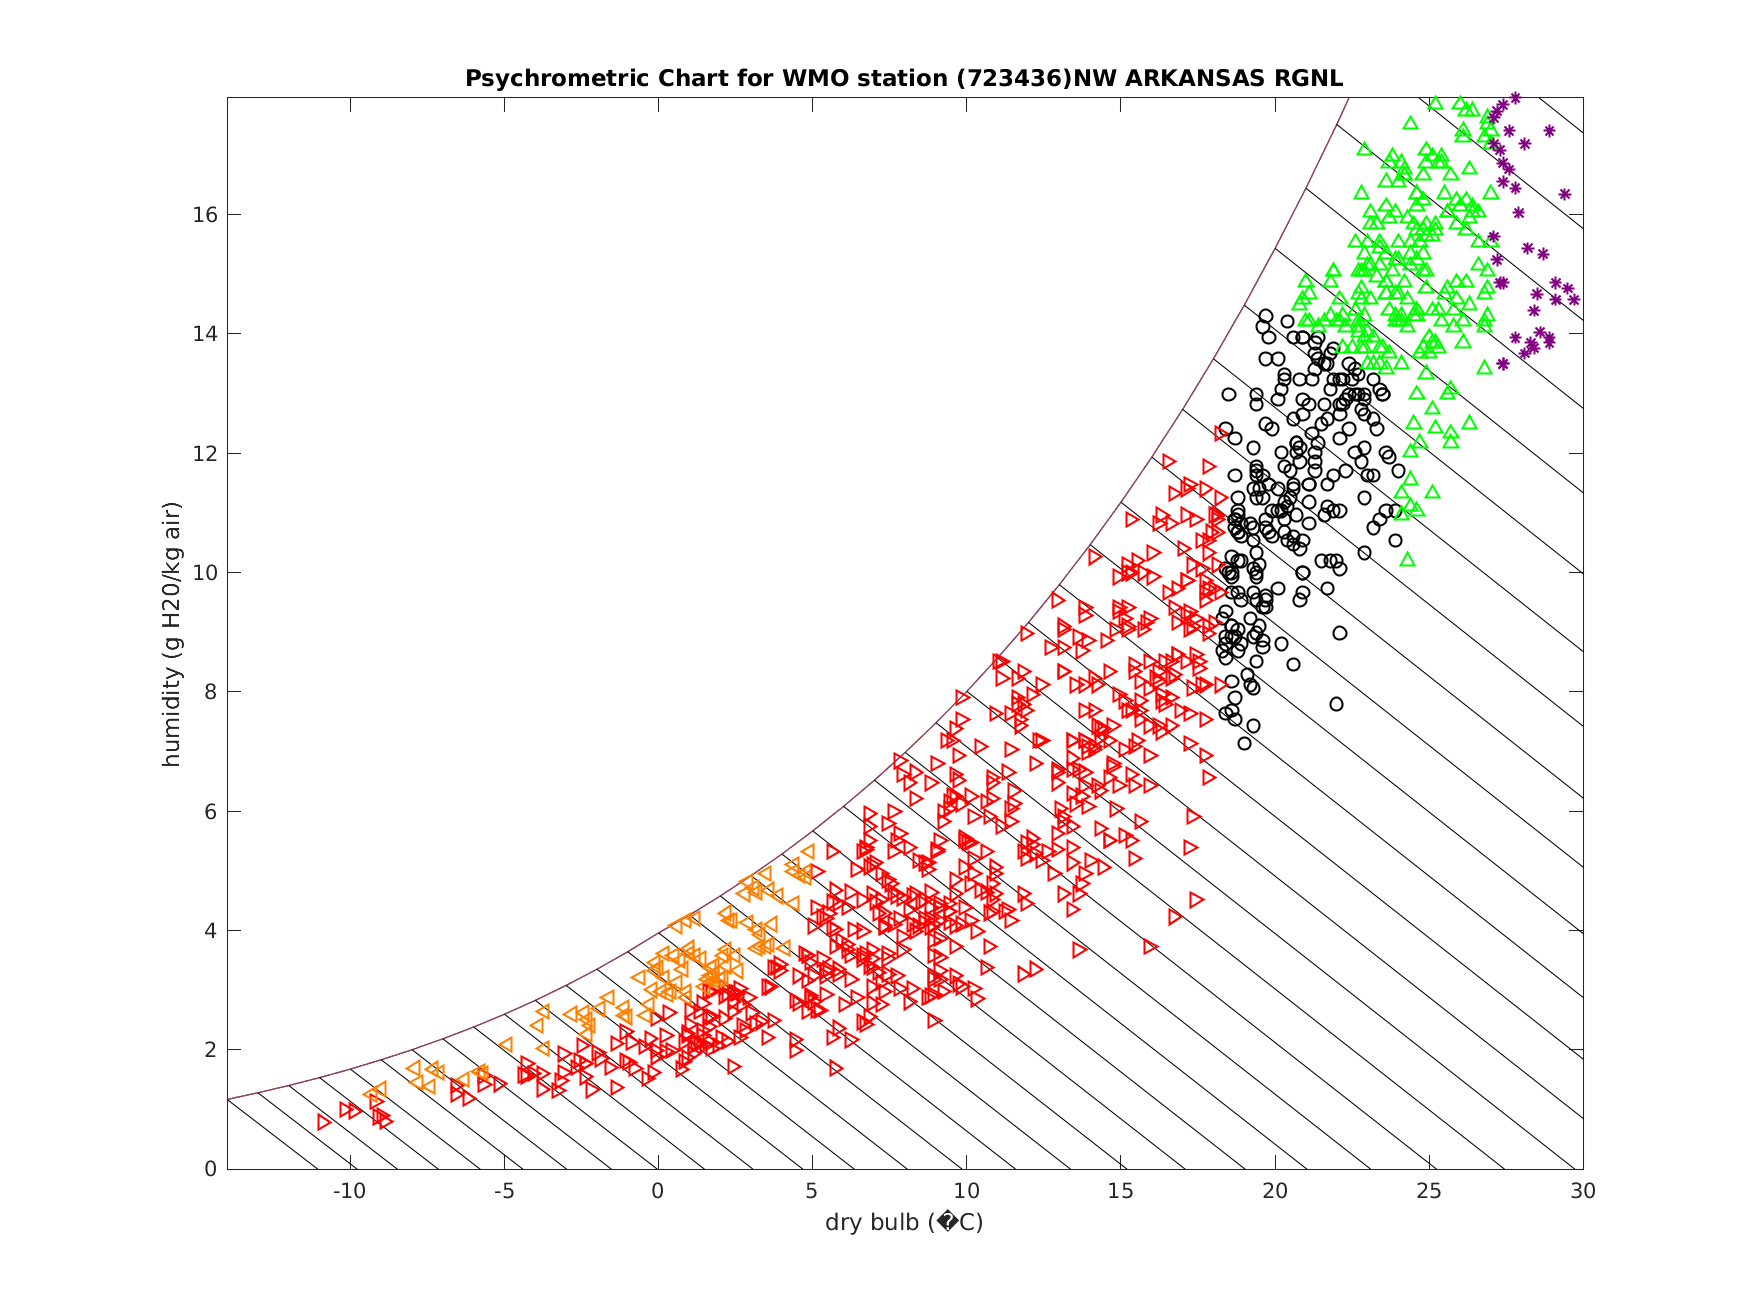 Psychrometric Chart for WMO station (723436)NW ARKANSAS RGNL
humidity (g H20/kg air)
16
14
12
10
8
6
4
2
0
-10 -5 0 5 10 15 20 25 30
dry bulb (�C)